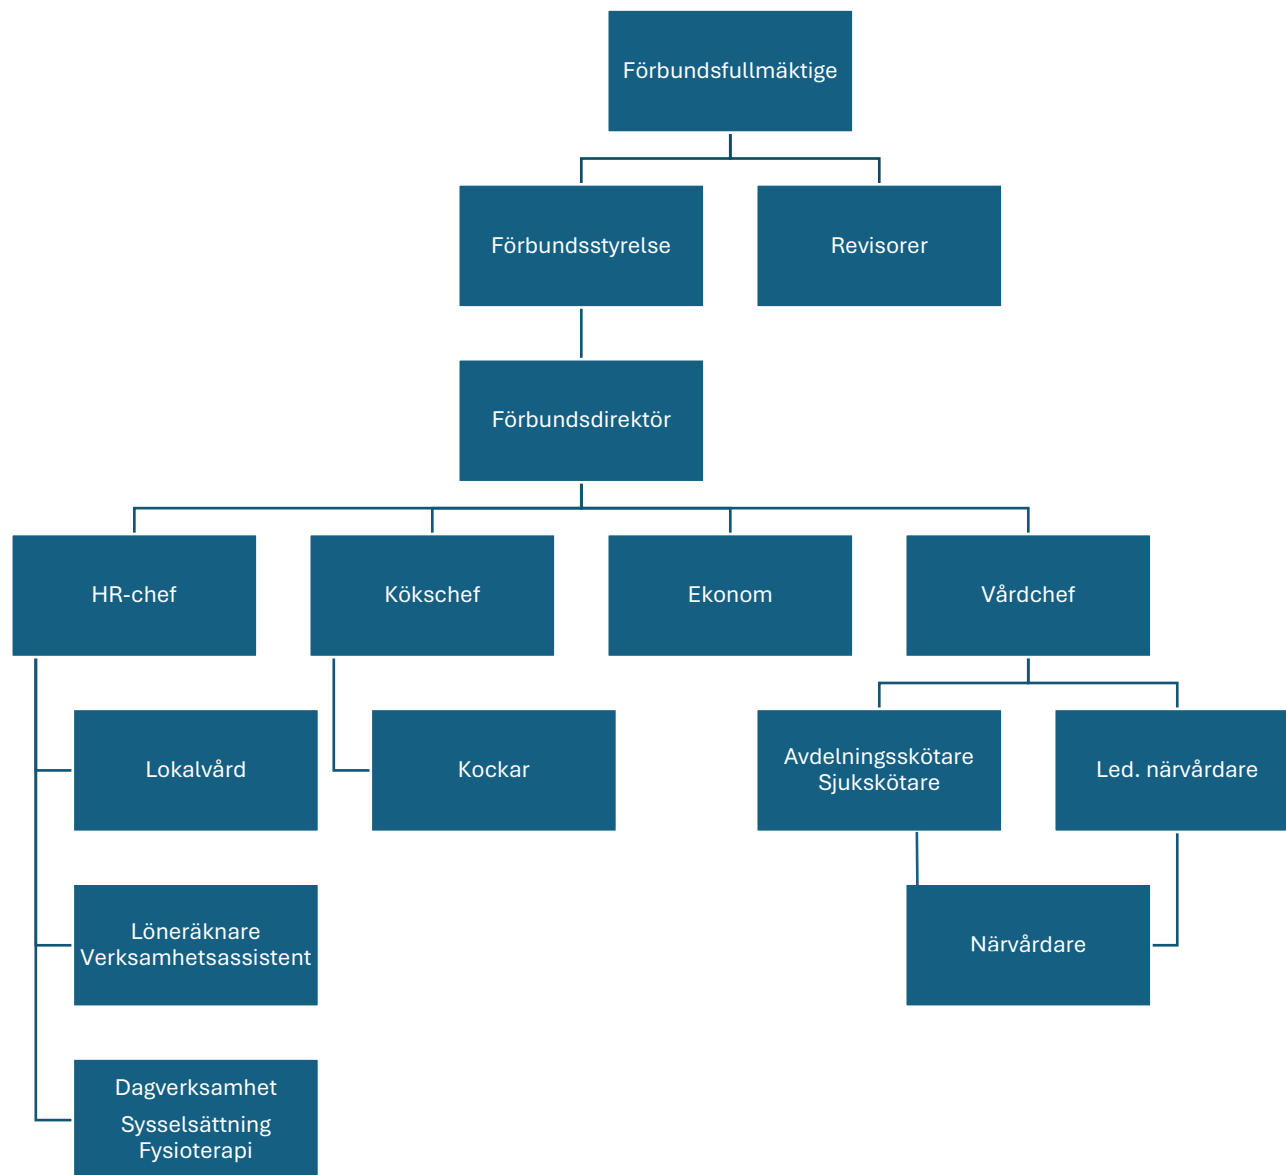 Förbundsfullmäktige
Förbundsstyrelse
Revisorer
Förbundsdirektör
HR-chef
Kökschef
Ekonom
Vårdchef
Lokalvård
Kockar
Avdelningsskötare
Sjukskötare
Led. närvårdare
Löneräknare
Verksamhetsassistent
Närvårdare
Dagverksamhet
Sysselsättning
Fysioterapi